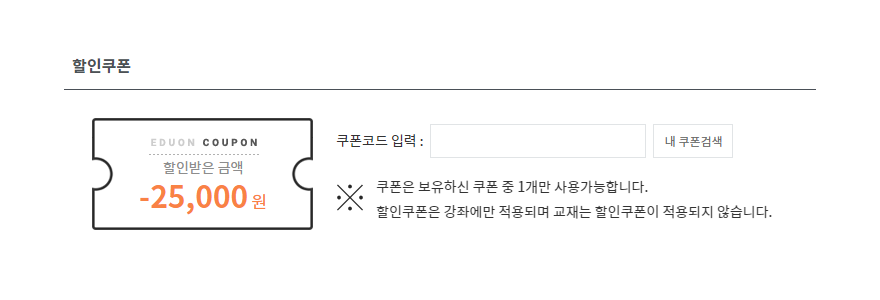 할인쿠폰
EDUON COUPON
할인받은 금액
-25,000 원
쿠폰코드 입력 :
내 쿠폰검색
※ 쿠폰은 보유하신 쿠폰 중 1개만 사용가능합니다.
할인쿠폰은 강좌에만 적용되며 교재는 할인쿠폰이 적용되지 않습니다.